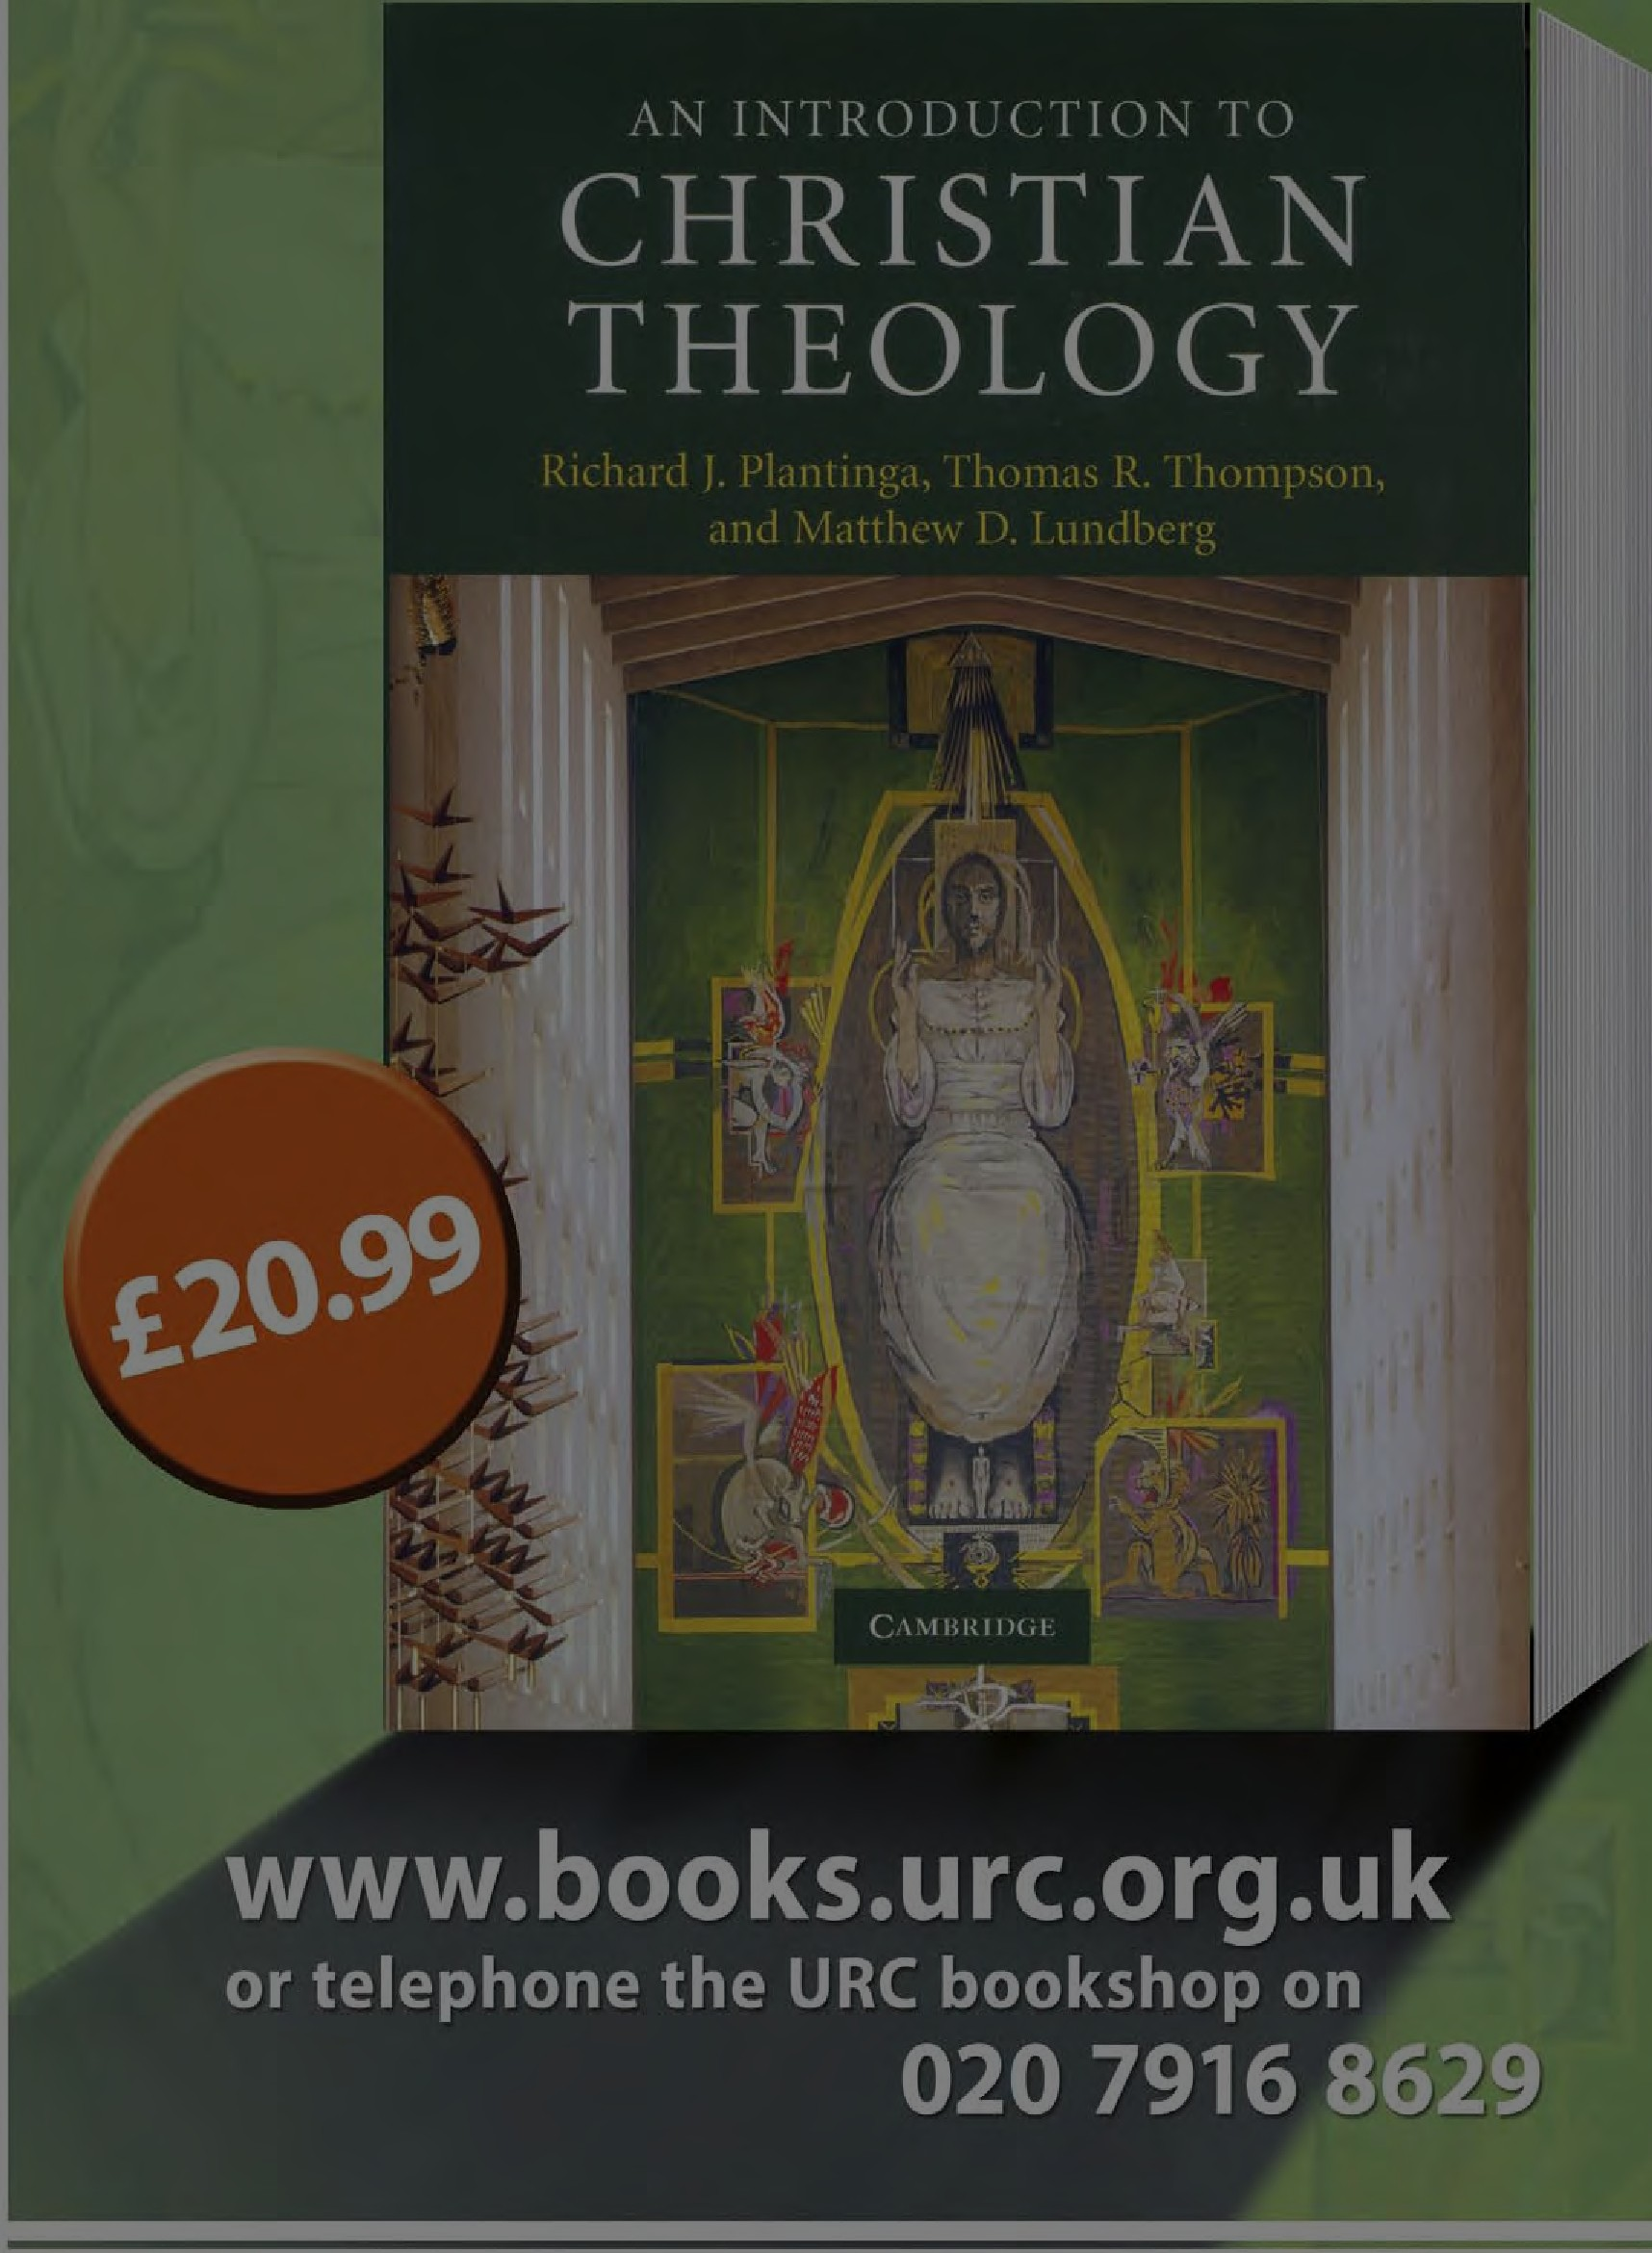 AN INTRODUCTION TO
CHRISTIAN
THEOLOGY
Richard J. Plantinga, Thomas R. Thompson,
and Matthew D. Lundberg
£20.99
CAMBRIDGE
www.books.urc.org.uk
or telephone the URC bookshop on
020 7916 8629